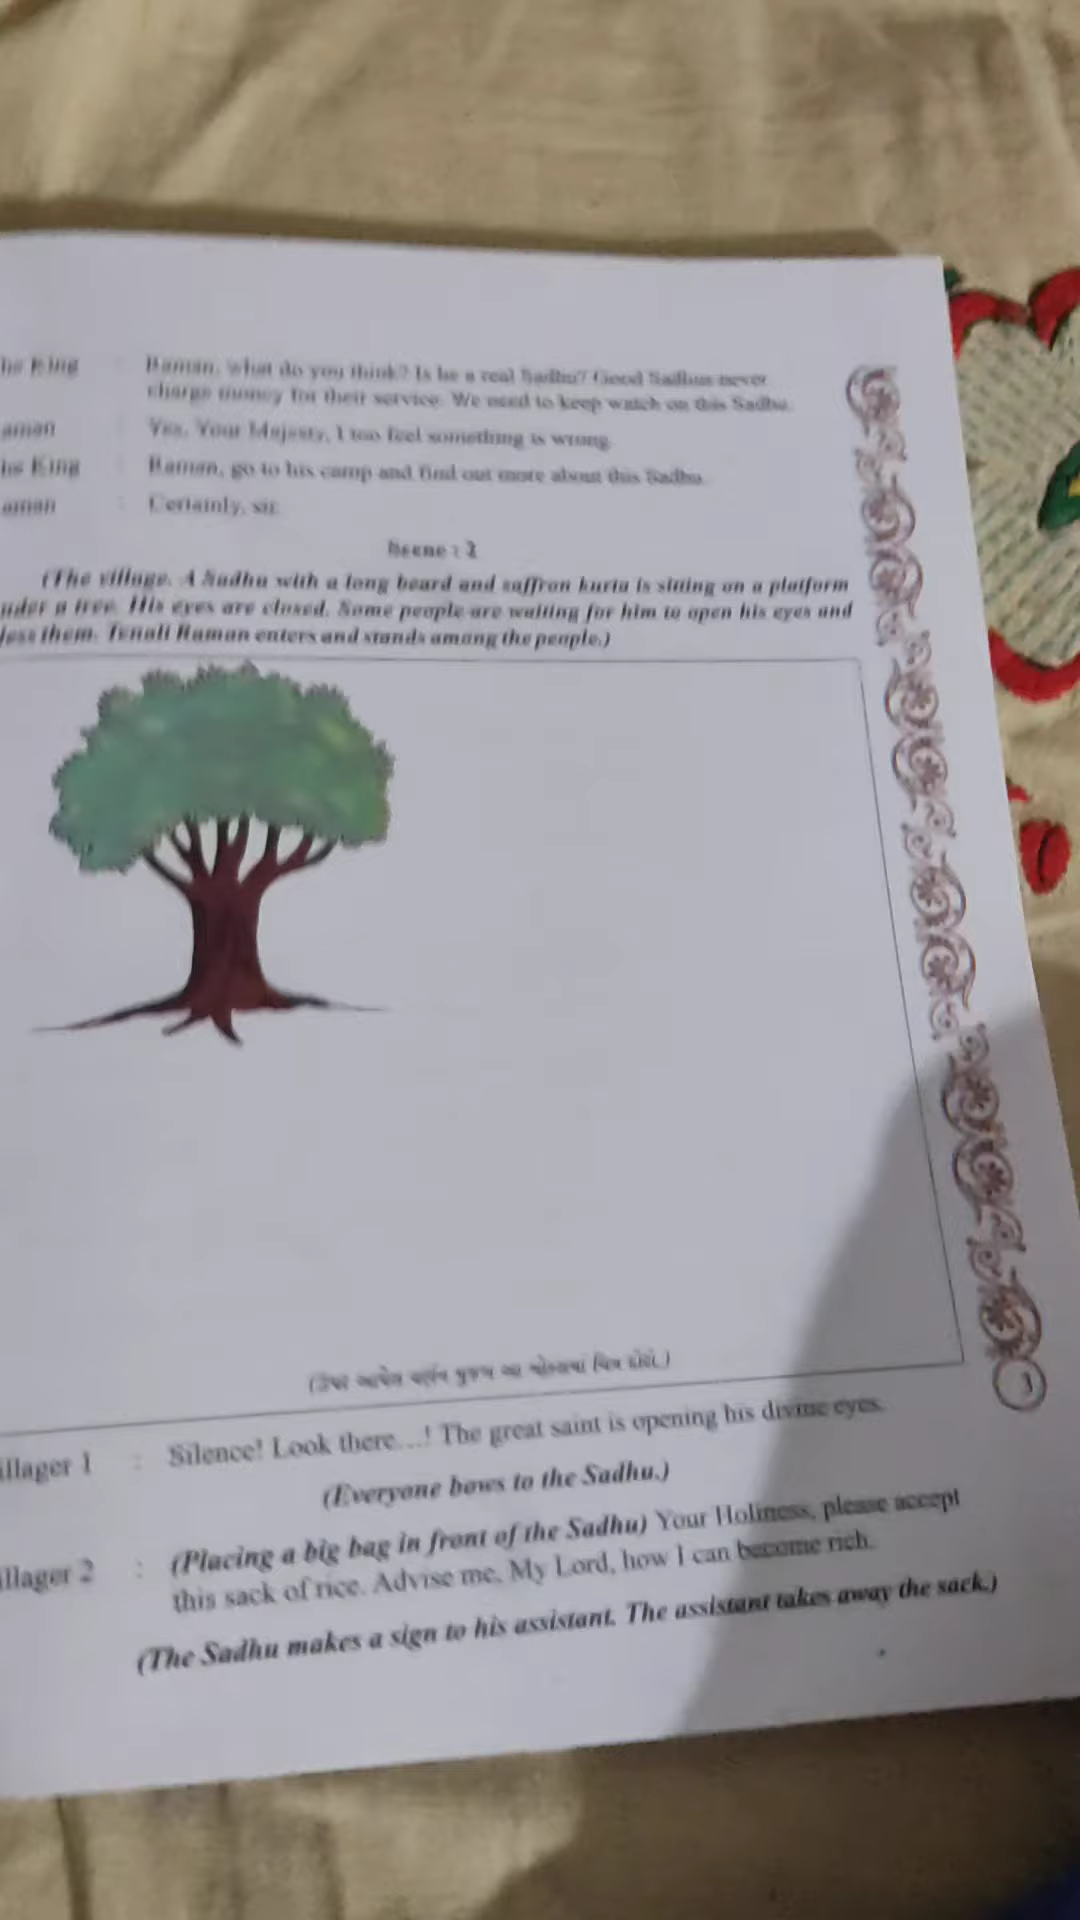 he King : Raman, what do you think? Is he a real Sadhu? Good Sadhus never
charge money for their service. We need to keep watch on this Sadhu.
aman : Yes, Your Majesty, I too feel something is wrong.
he King : Raman, go to his camp and find out more about this Sadhu.
aman : Certainly, sir.
Scene : 2
(The village. A Sadhu with a long beard and saffron kurta is sitting on a platform
nder a tree. His eyes are closed. Some people are waiting for him to open his eyes and
less them. Tenali Raman enters and stands among the people.)
(ઉપર આપેલ વર્ણન મુજબ આ બોક્સમાં ચિત્ર દોરો.)
3
illager 1 : Silence! Look there...! The great saint is opening his divine eyes.
(Everyone bows to the Sadhu.)
illager 2 : (Placing a big bag in front of the Sadhu) Your Holiness, please accept
this sack of rice. Advise me, My Lord, how I can become rich.
(The Sadhu makes a sign to his assistant. The assistant takes away the sack.)